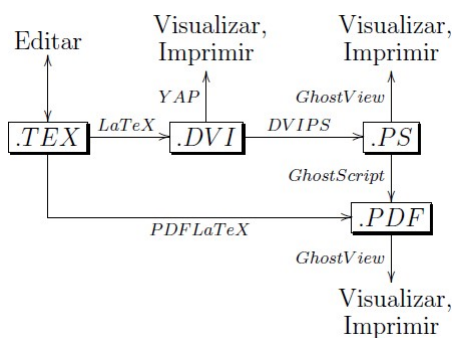 Editar
Visualizar,
Imprimir
Visualizar,
Imprimir
YAP
GhostView
.TEX
LaTeX
.DVI
DVIPS
.PS
GhostScript
PDFLaTeX
.PDF
GhostView
Visualizar,
Imprimir